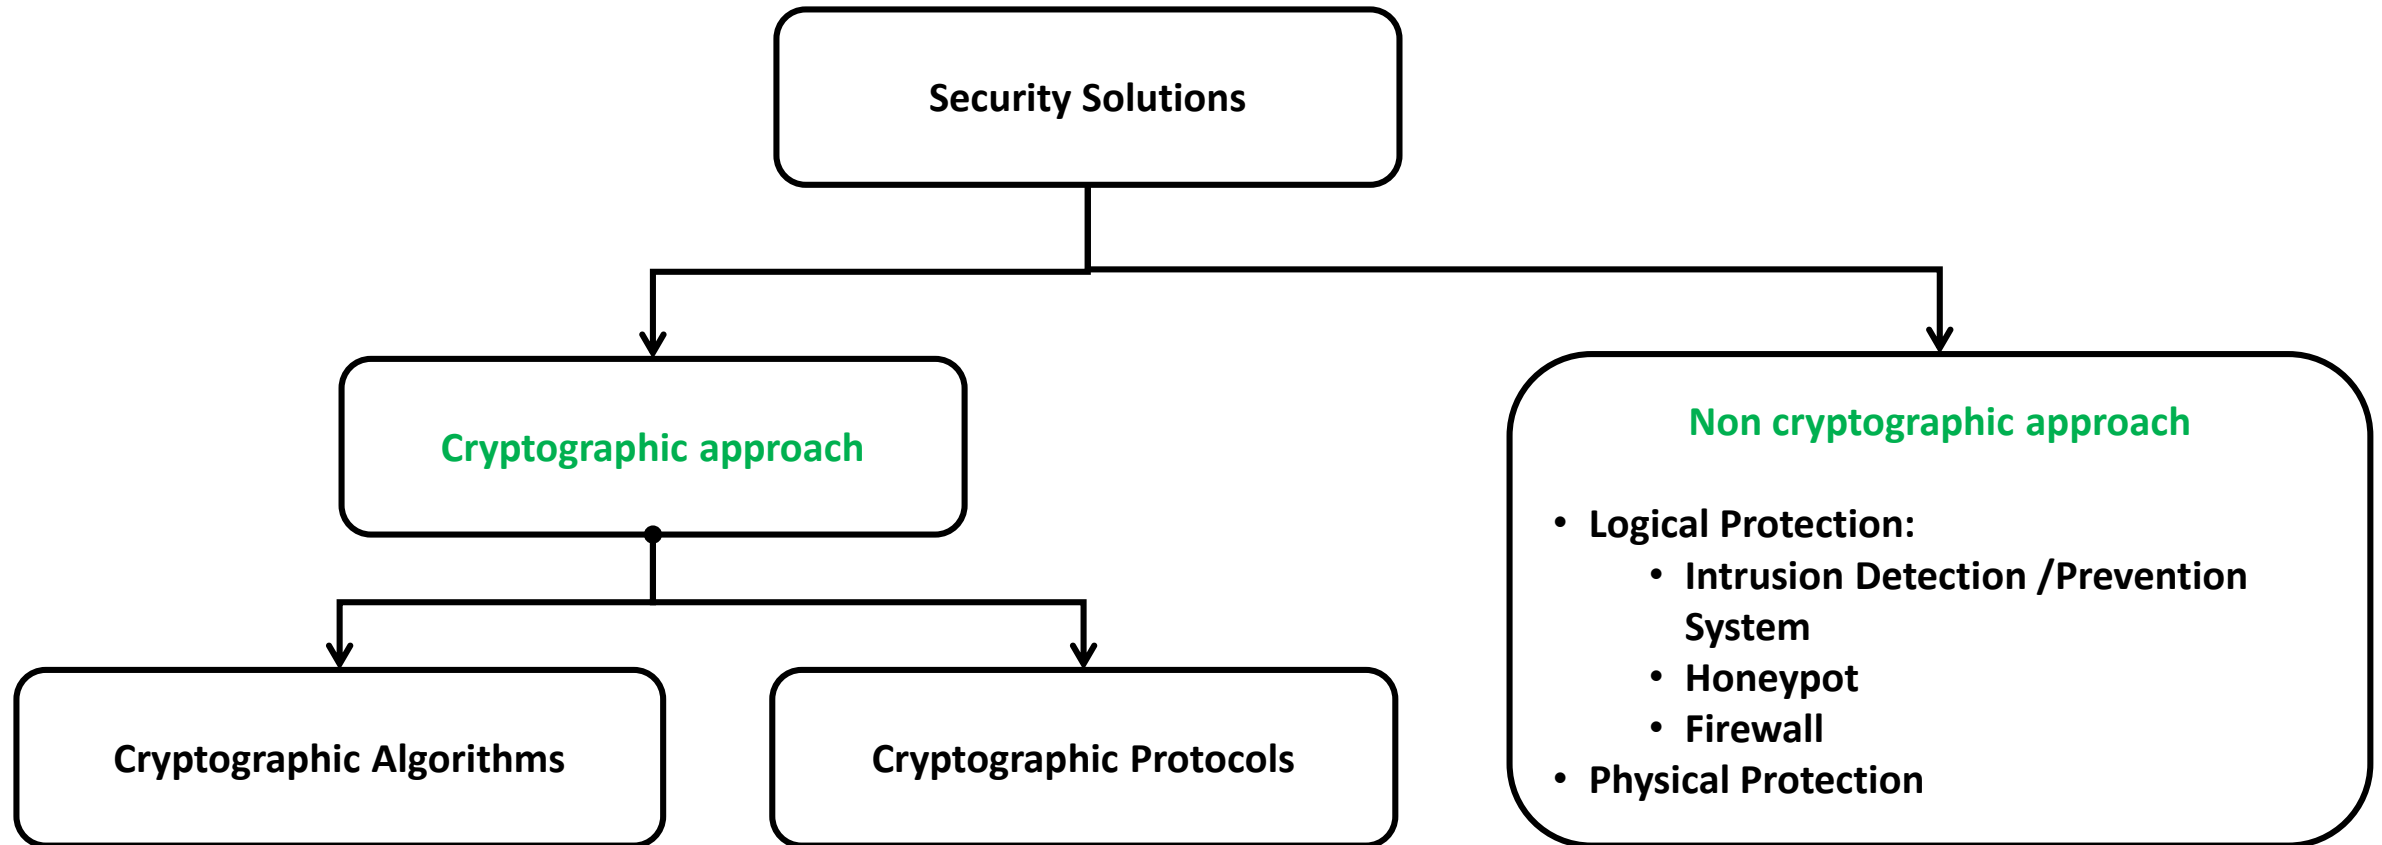 Security Solutions
Cryptographic approach
Non cryptographic approach
• Logical Protection:
• Intrusion Detection /Prevention
System
• Honeypot
• Firewall
• Physical Protection
Cryptographic Algorithms
Cryptographic Protocols